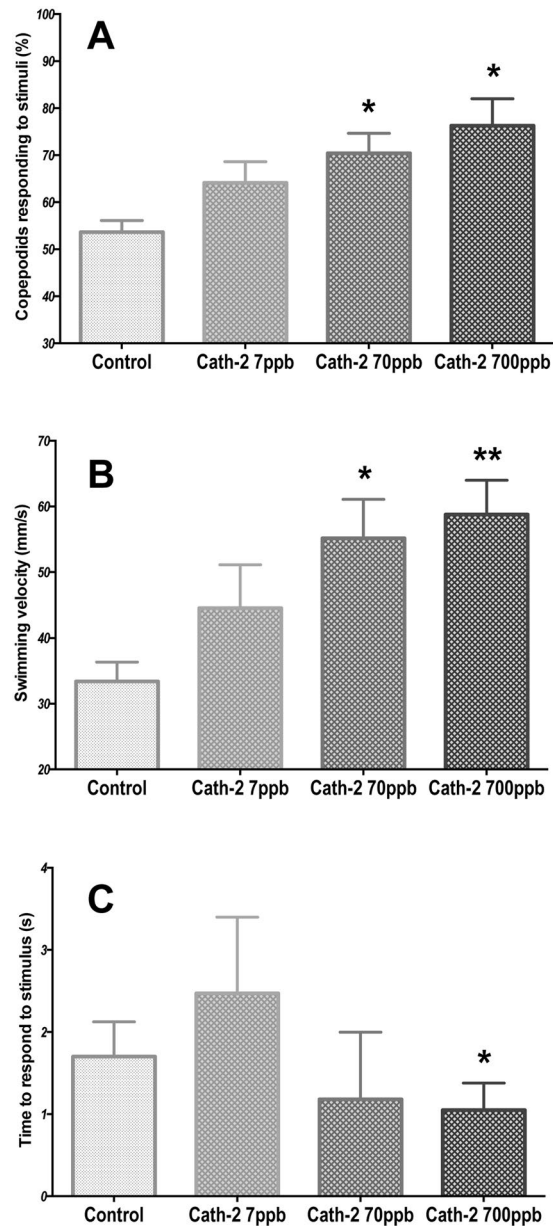 A
Copepodids responding to stimuli (%)
100
90
80
70
60
50
40
30
*
*
Control
Cath-2 7ppb
Cath-2 70ppb
Cath-2 700ppb
B
Swimming velocity (mm/s)
70
60
50
40
30
20
*
**
Control
Cath-2 7ppb
Cath-2 70ppb
Cath-2 700ppb
C
Time to respond to stimulus (s)
4
3
2
1
0
*
Control
Cath-2 7ppb
Cath-2 70ppb
Cath-2 700ppb